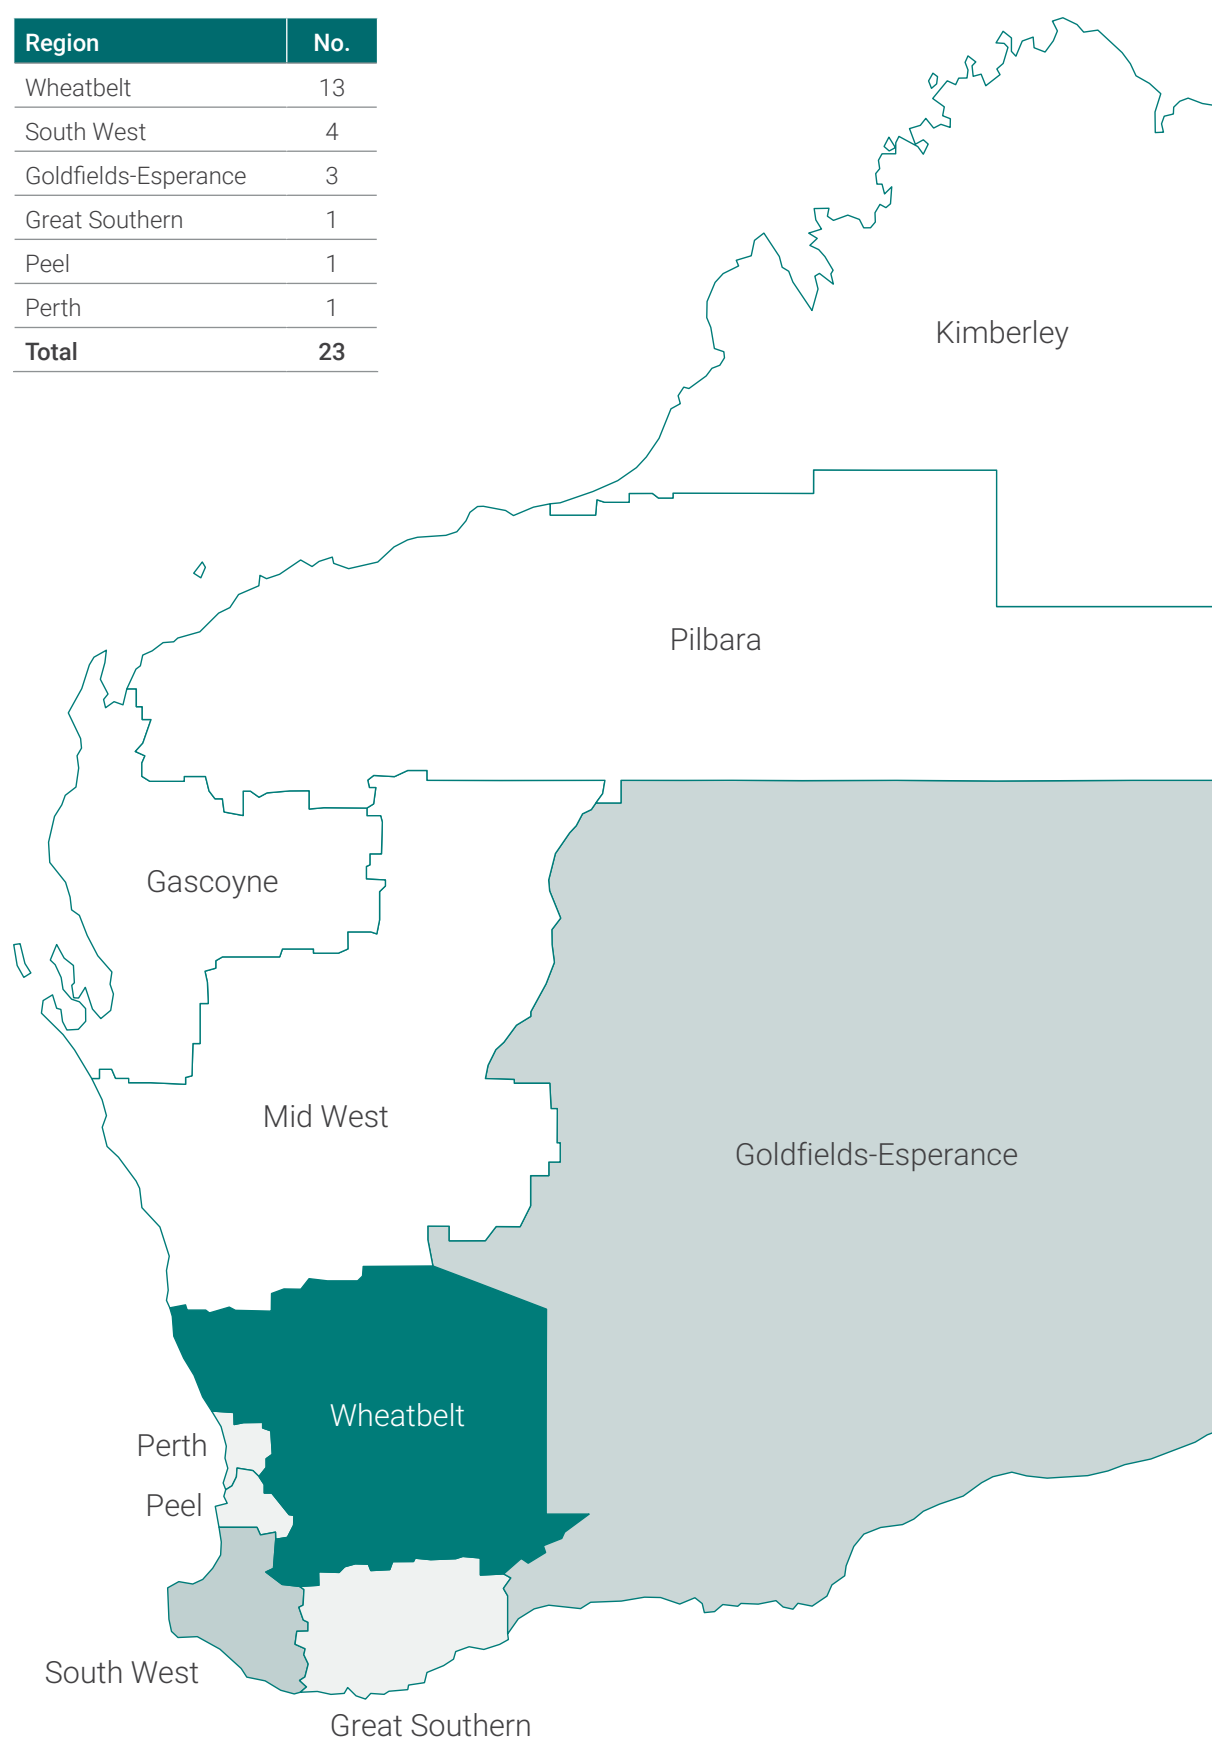 Region No.
Wheatbelt 13
South West 4
Goldfields-Esperance 3
Great Southern 1
Peel 1
Perth 1
Total 23
Kimberley
Pilbara
Gascoyne
Mid West
Goldfields-Esperance
Wheatbelt
Perth
Peel
South West
Great Southern